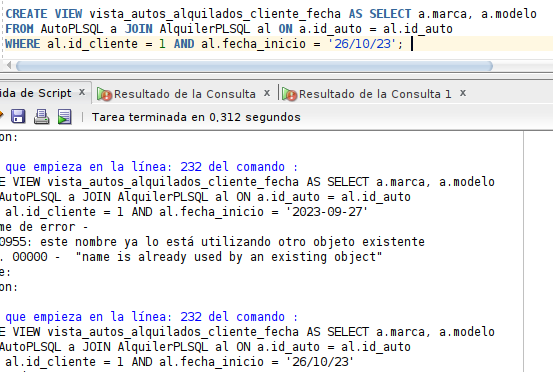 CREATE VIEW vista_autos_alquilados_cliente_fecha AS SELECT a.marca, a.modelo
FROM AutoPLSQL a JOIN AlquilerPLSQL al ON a.id_auto = al.id_auto
WHERE al.id_cliente = 1 AND al.fecha_inicio = '26/10/23';
ida de Script x Resultado de la Consulta x Resultado de la Consulta 1 x
Tarea terminada en 0,312 segundos
on:
que empieza en la línea: 232 del comando :
E VIEW vista_autos_alquilados_cliente_fecha AS SELECT a.marca, a.modelo
AutoPLSQL a JOIN AlquilerPLSQL al ON a.id_auto = al.id_auto
al.id_cliente = 1 AND al.fecha_inicio = '2023-09-27'
me de error -
0955: este nombre ya lo está utilizando otro objeto existente
. 00000 - "name is already used by an existing object"
e:
on:
que empieza en la línea: 232 del comando :
E VIEW vista_autos_alquilados_cliente_fecha AS SELECT a.marca, a.modelo
AutoPLSQL a JOIN AlquilerPLSQL al ON a.id_auto = al.id_auto
al.id_cliente = 1 AND al.fecha_inicio = '26/10/23'